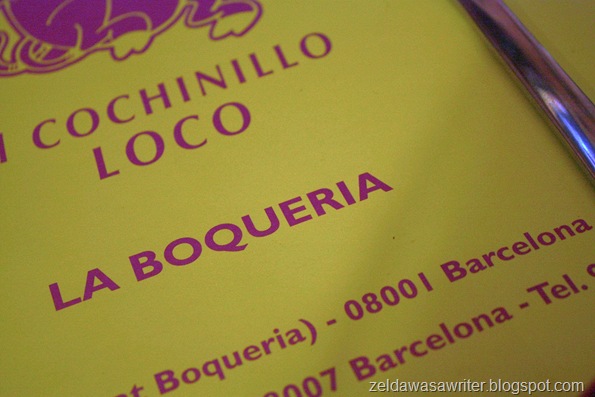 COCHINILLO
LOCO
LA BOQUERIA
Boqueria) - 08001 Barcelona
Barcelona - Tel.
zeldawasawriter.blogspot.com